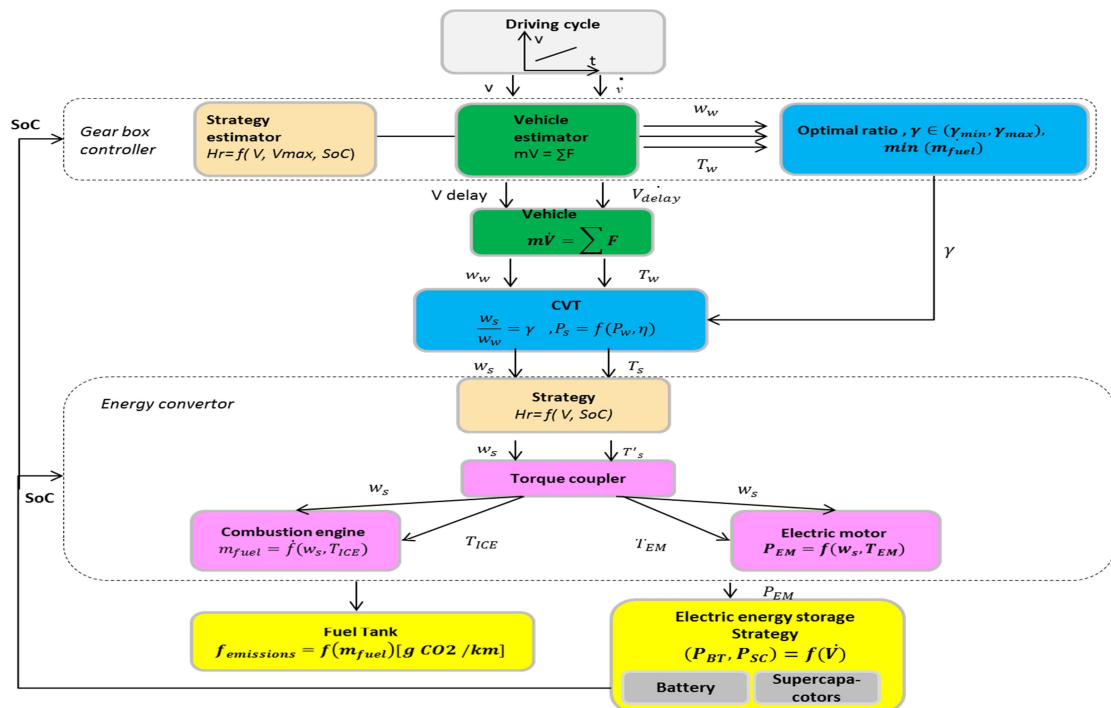 Driving cycle
v
t
v
v̇
SoC
Gear box
controller
Strategy
estimator
Hr= f( V, Vmax, SoC)
Vehicle
estimator
mV = ∑F
w_w
T_w
Optimal ratio , γ ∈ (γ_min, γ_max),
min (ṁ_fuel)
V delay
V̇_delay
Vehicle
mV̇ = ∑ F
w_w
T_w
γ
CVT
w_s/w_w = γ , P_s = f(P_w, η)
w_s
T_s
Energy convertor
Strategy
Hr= f( V, SoC)
w_s
T'_s
SoC
Torque coupler
w_s
w_s
Combustion engine
m_fuel = ḟ(w_s, T_ICE)
T_ICE
T_EM
Electric motor
P_EM = f(w_s, T_EM)
P_EM
Fuel Tank
f_emissions = f(m_fuel)[g CO2 /km]
Electric energy storage
Strategy
(P_BT, P_SC) = f(V̇)
Battery
Supercapa-
cotors